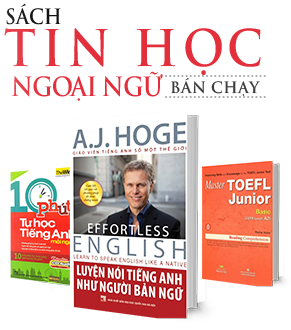 SÁCH
TIN HỌC
NGOẠI NGỮ BÁN CHẠY
A.J. HOGE
GIÁO VIÊN TIẾNG ANH SỐ MỘT THẾ GIỚI
EFFORTLESS
ENGLISH
LEARN TO SPEAK ENGLISH LIKE A NATIVE
LUYỆN NÓI TIẾNG ANH
NHƯ NGƯỜI BẢN NGỮ
10 phút
Tự học
Tiếng Anh
mỗi ngày
Master TOEFL
Junior
Basic
Reading Comprehension